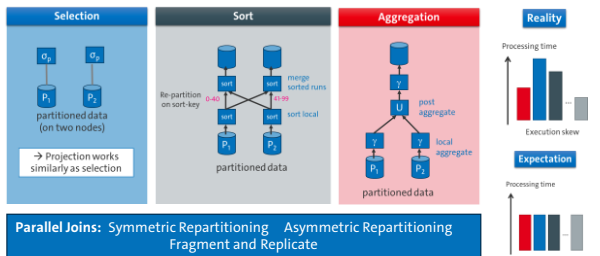 Selection
σp
σp
P1
P2
partitioned data
(on two nodes)
→ Projection works
similarly as selection
Sort
merge
sorted runs
sort
sort
Re-partition
on sort-key
0-40
41-99
sort
sort
sort local
P1
P2
partitioned data
Aggregation
γ
U
post
aggregate
γ
γ
local
aggregate
P1
P2
partitioned data
Parallel Joins: Symmetric Repartitioning Asymmetric Repartitioning
Fragment and Replicate
Reality
Processing time
...
Execution skew
Expectation
Processing time
...